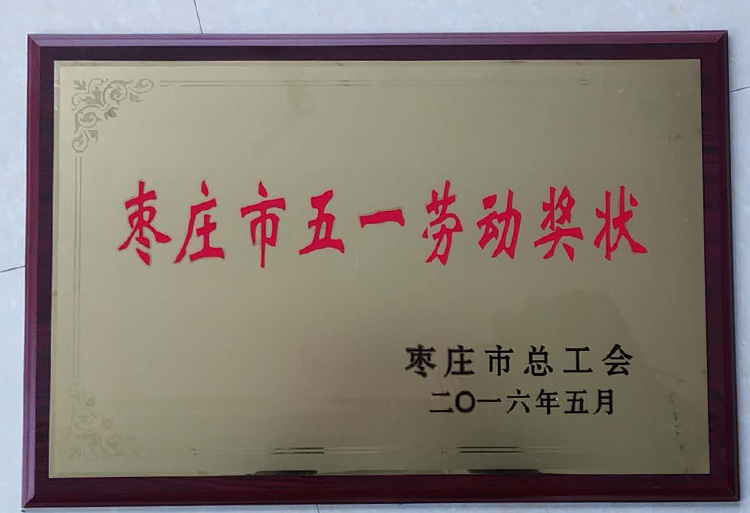 枣庄市五一劳动奖状
枣庄市总工会
二〇一六年五月